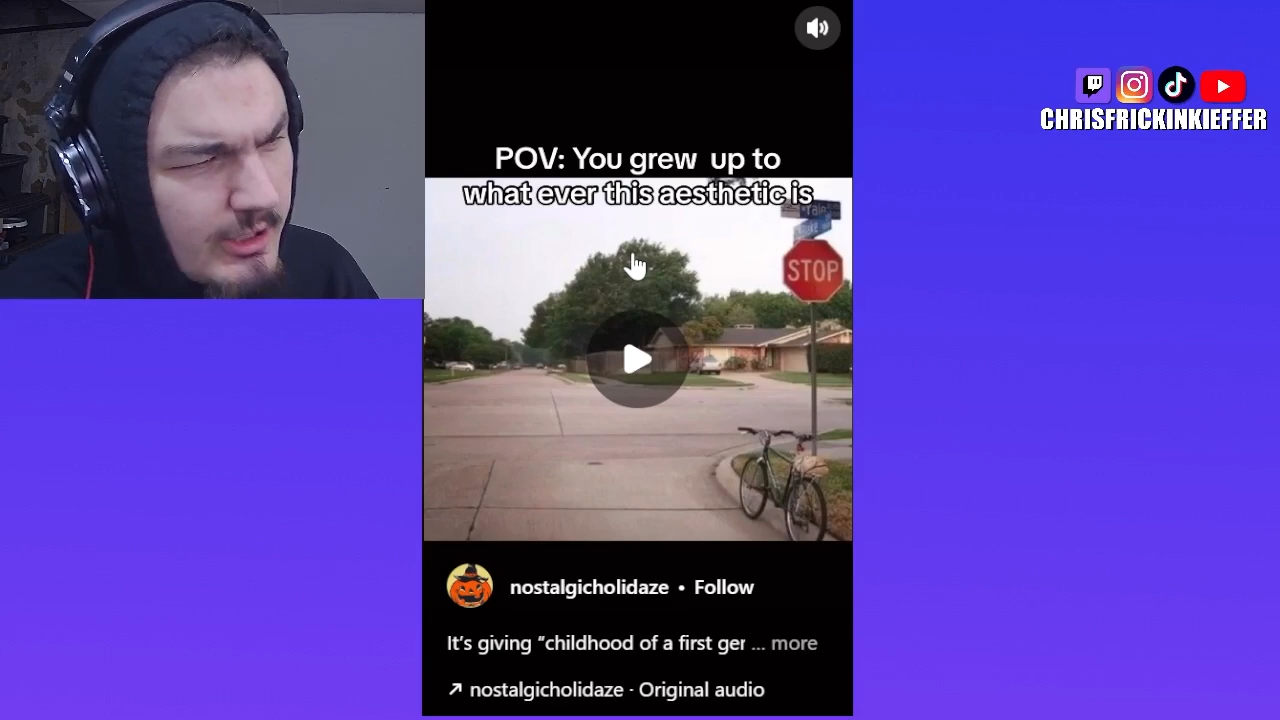 CHRISFRICKINKIEFFER
POV: You grew up to
what ever this aesthetic is
STOP
nostalgicholidaze • Follow
It’s giving “childhood of a first ger ... more
nostalgicholidaze · Original audio